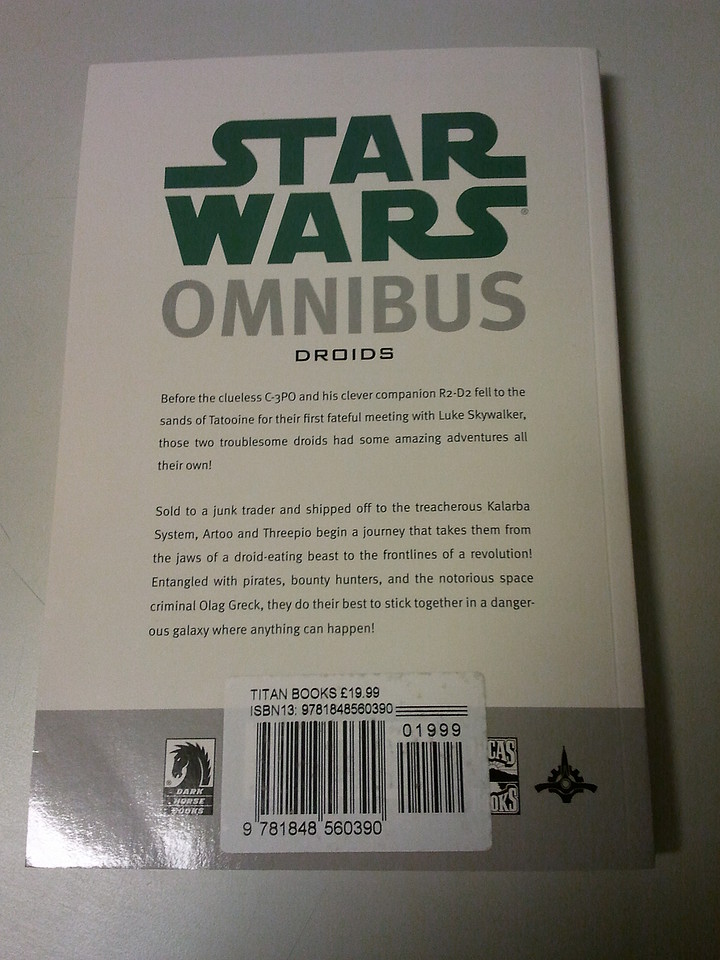 STAR
WARS®
OMNIBUS
DROIDS
Before the clueless C-3PO and his clever companion R2-D2 fell to the
sands of Tatooine for their first fateful meeting with Luke Skywalker,
those two troublesome droids had some amazing adventures all
their own!
Sold to a junk trader and shipped off to the treacherous Kalarba
System, Artoo and Threepio begin a journey that takes them from
the jaws of a droid-eating beast to the frontlines of a revolution!
Entangled with pirates, bounty hunters, and the notorious space
criminal Olag Greck, they do their best to stick together in a danger-
ous galaxy where anything can happen!
TITAN BOOKS £19.99
ISBN13: 9781848560390
01999
9 781848 560390
DARK
HORSE
BOOKS
CAS
OKS